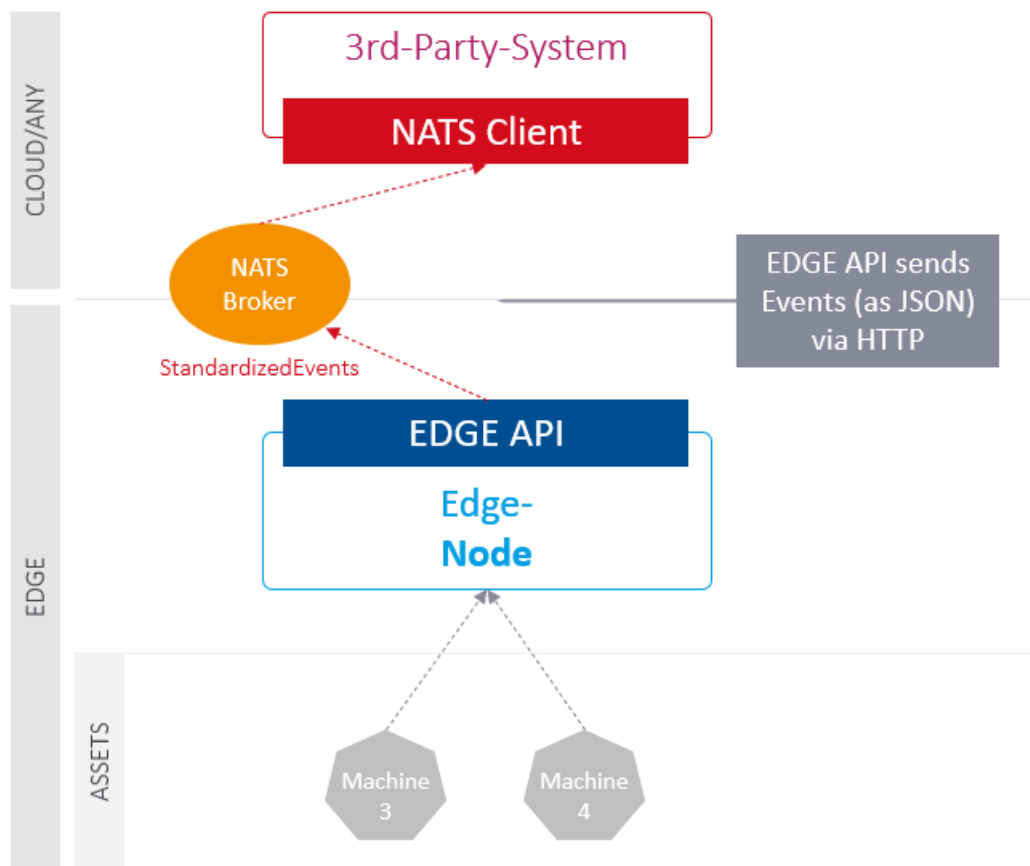 CLOUD/ANY
3rd-Party-System
NATS Client
NATS
Broker
EDGE API sends
Events (as JSON)
via HTTP
StandardizedEvents
EDGE
EDGE API
Edge-
Node
ASSETS
Machine
3
Machine
4